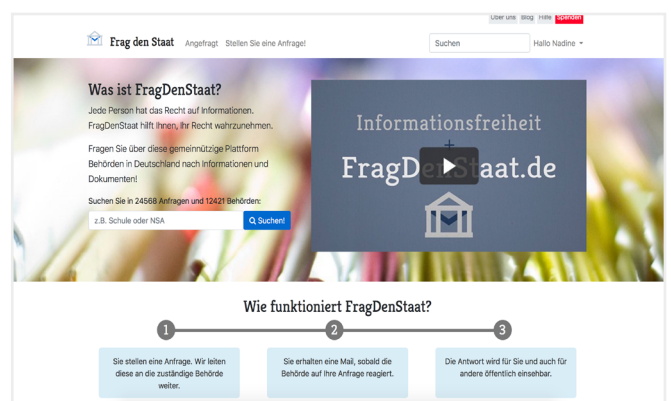 Über uns Blog Hilfe Spenden
Frag den Staat Angefragt Stellen Sie eine Anfrage! Suchen Hallo Nadine
Was ist FragDenStaat?
Jede Person hat das Recht auf Informationen.
FragDenStaat hilft Ihnen, Ihr Recht wahrzunehmen.
Fragen Sie über diese gemeinnützige Plattform
Behörden in Deutschland nach Informationen und
Dokumenten!
Suchen Sie in 24568 Anfragen und 12421 Behörden:
z.B. Schule oder NSA Suchen!
Informationsfreiheit
+
FragDenStaat.de
Wie funktioniert FragDenStaat?
1 2 3
Sie stellen eine Anfrage. Wir leiten
diese an die zuständige Behörde
weiter.
Sie erhalten eine Mail, sobald die
Behörde auf Ihre Anfrage reagiert.
Die Antwort wird für Sie und auch für
andere öffentlich einsehbar.